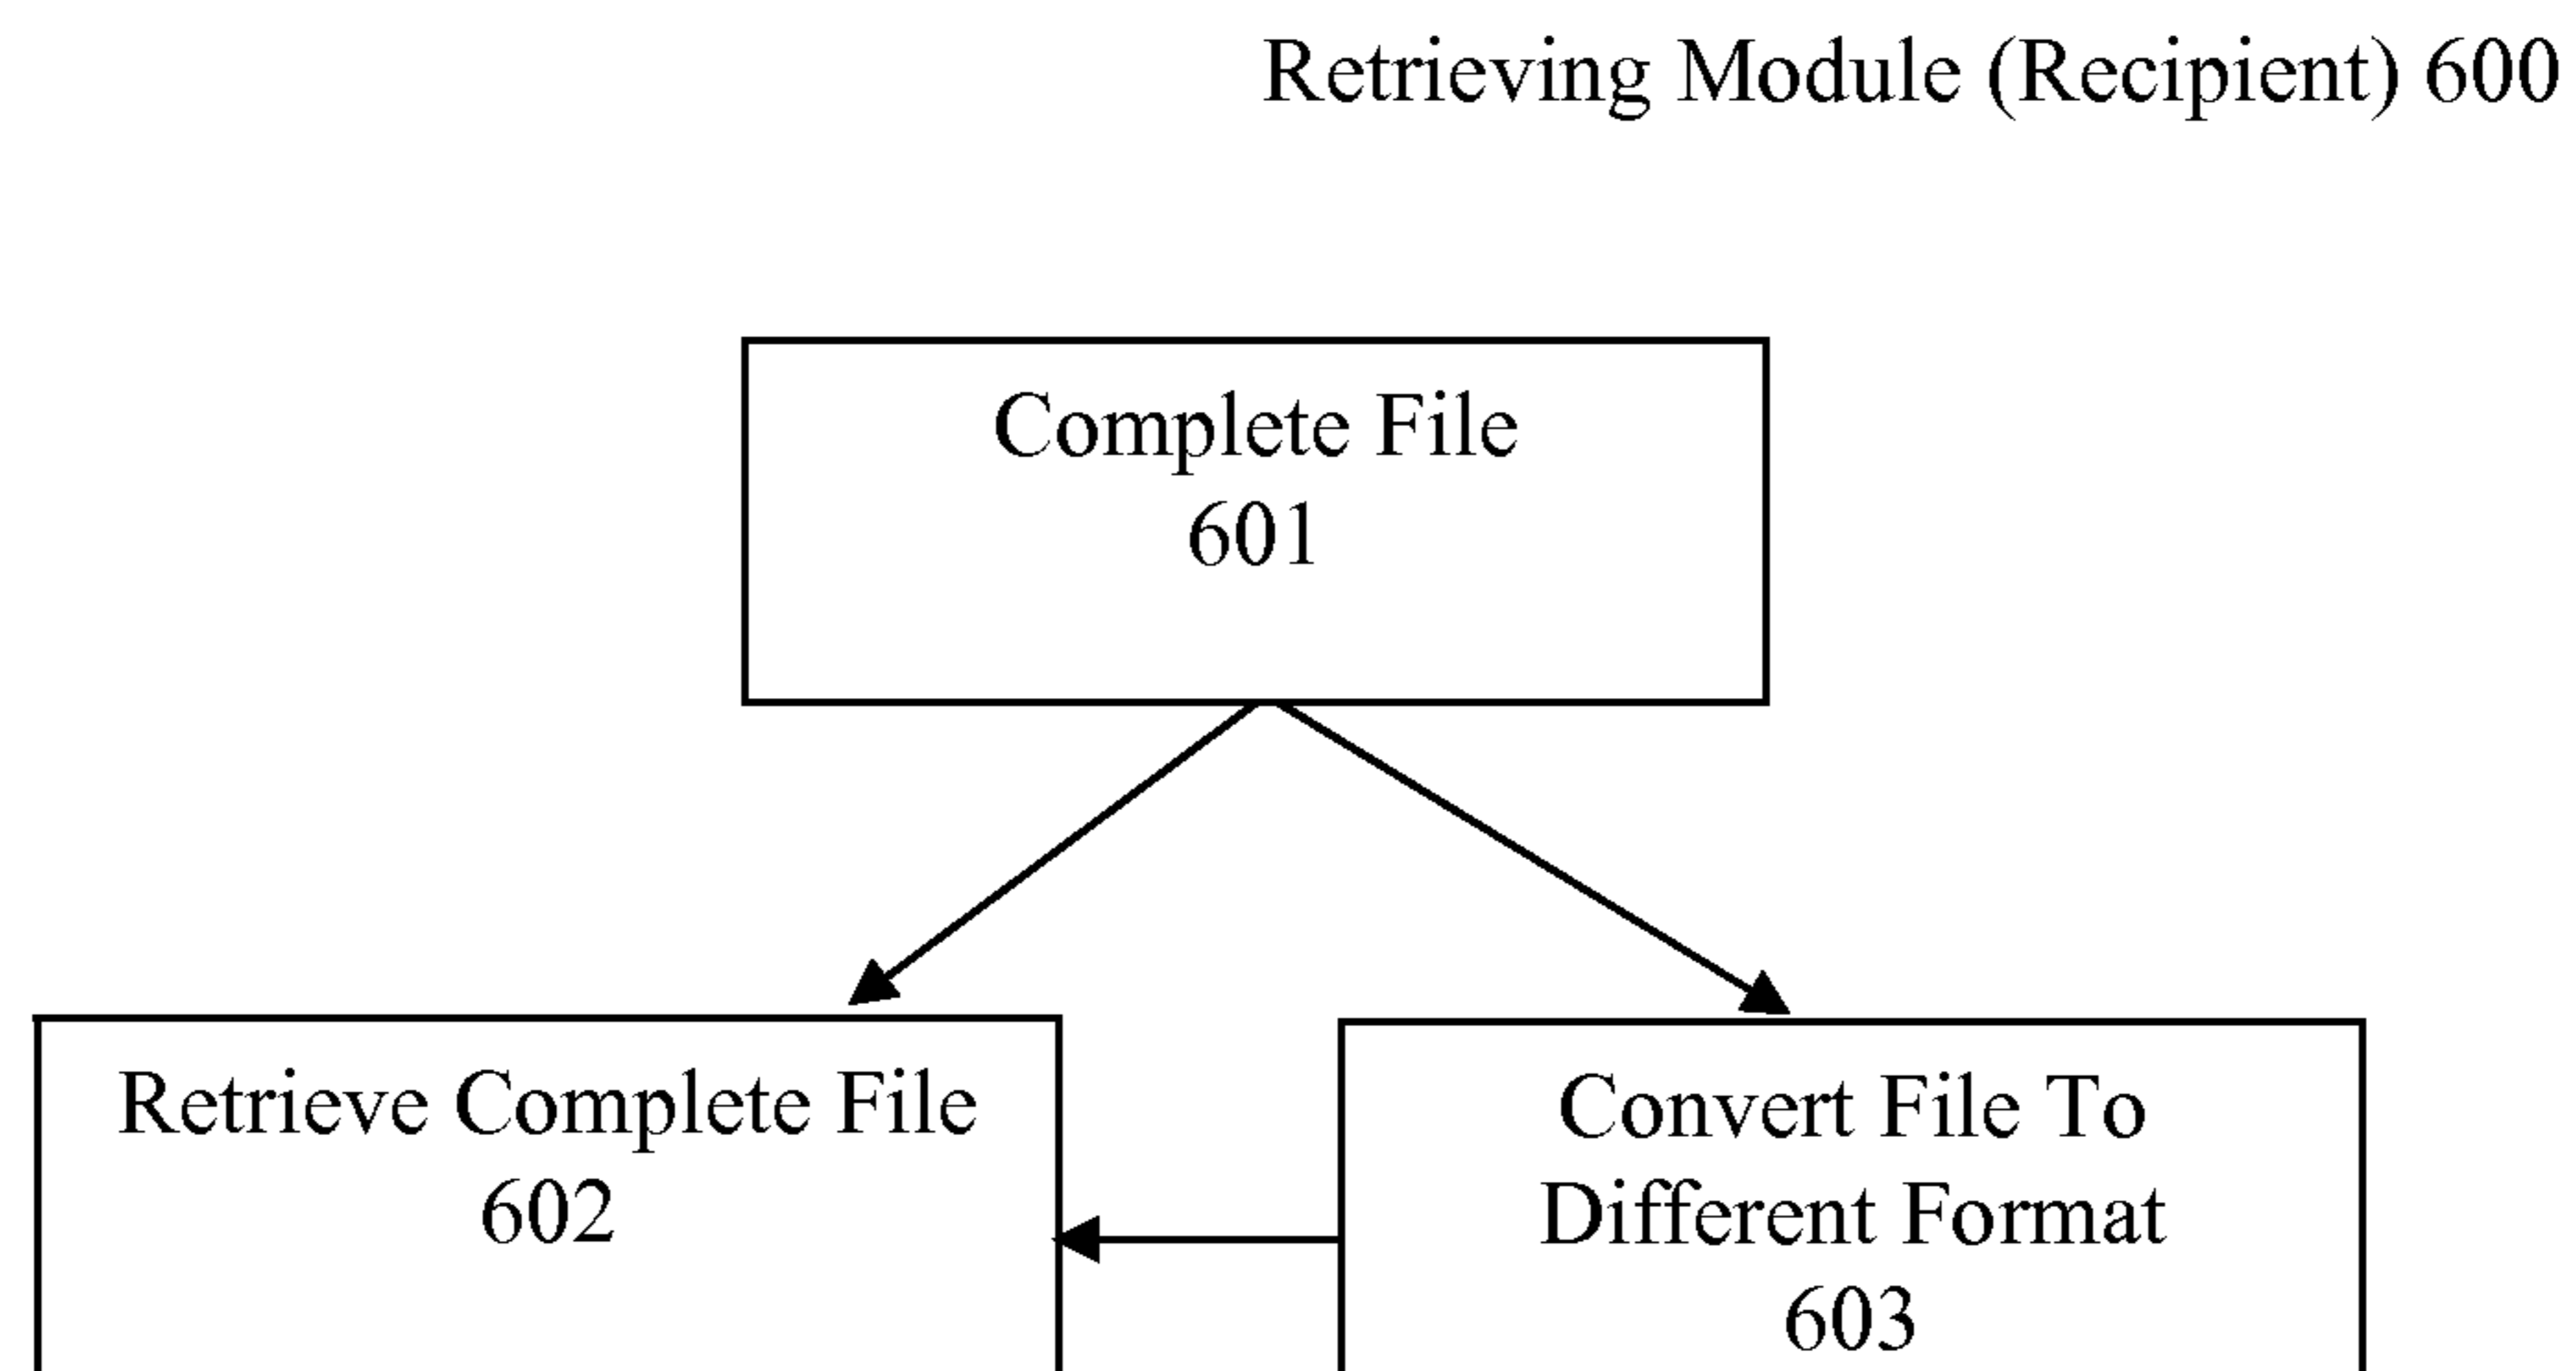 Retrieving Module (Recipient) 600
Complete File
601
Retrieve Complete File
602
Convert File To
Different Format
603